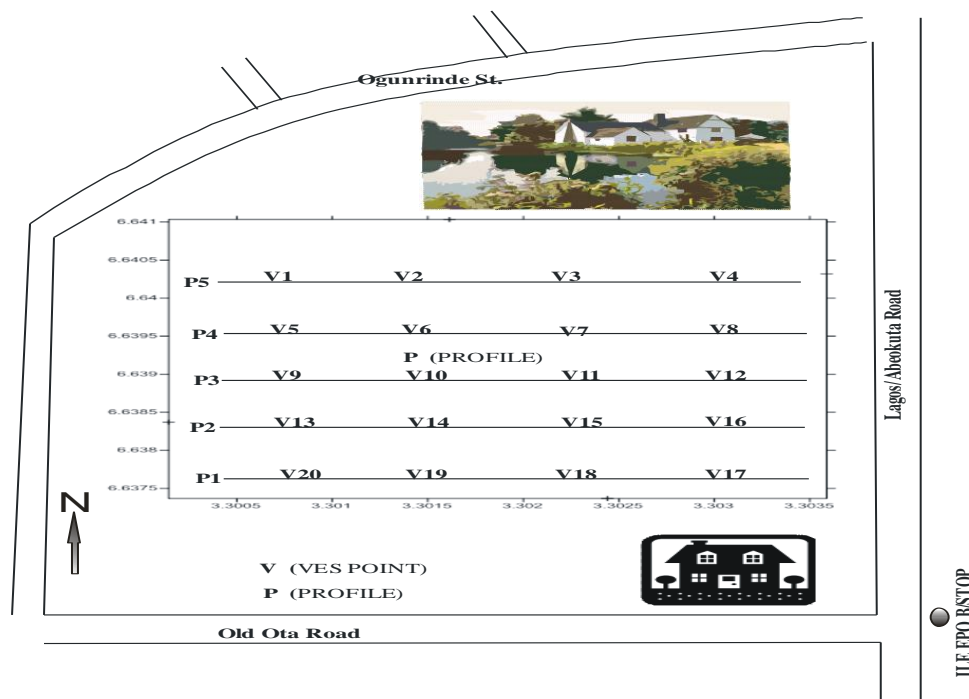 Ogunrinde St.
6.641
6.6405
P5 V1 V2 V3 V4
6.64
6.6395
P4 V5 V6 V7 V8
P (PROFILE)
6.639
P3 V9 V10 V11 V12
6.6385
P2 V13 V14 V15 V16
6.638
P1 V20 V19 V18 V17
6.6375
3.3005 3.301 3.3015 3.302 3.3025 3.303 3.3035
Lagos/Abeokuta Road
N
V (VES POINT)
P (PROFILE)
Old Ota Road
ILE EPO B/STOP